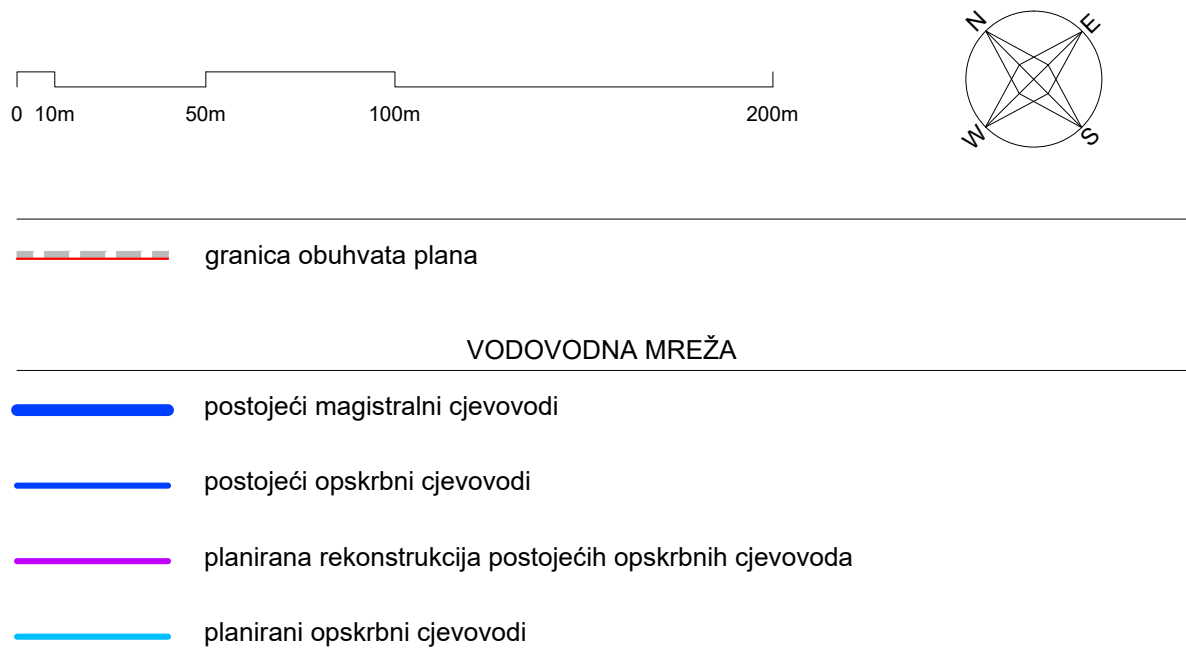 N E
0 10m 50m 100m 200m
W S
granica obuhvata plana
VODOVODNA MREŽA
postojeći magistralni cjevovodi
postojeći opskrbni cjevovodi
planirana rekonstrukcija postojećih opskrbnih cjevovoda
planirani opskrbni cjevovodi